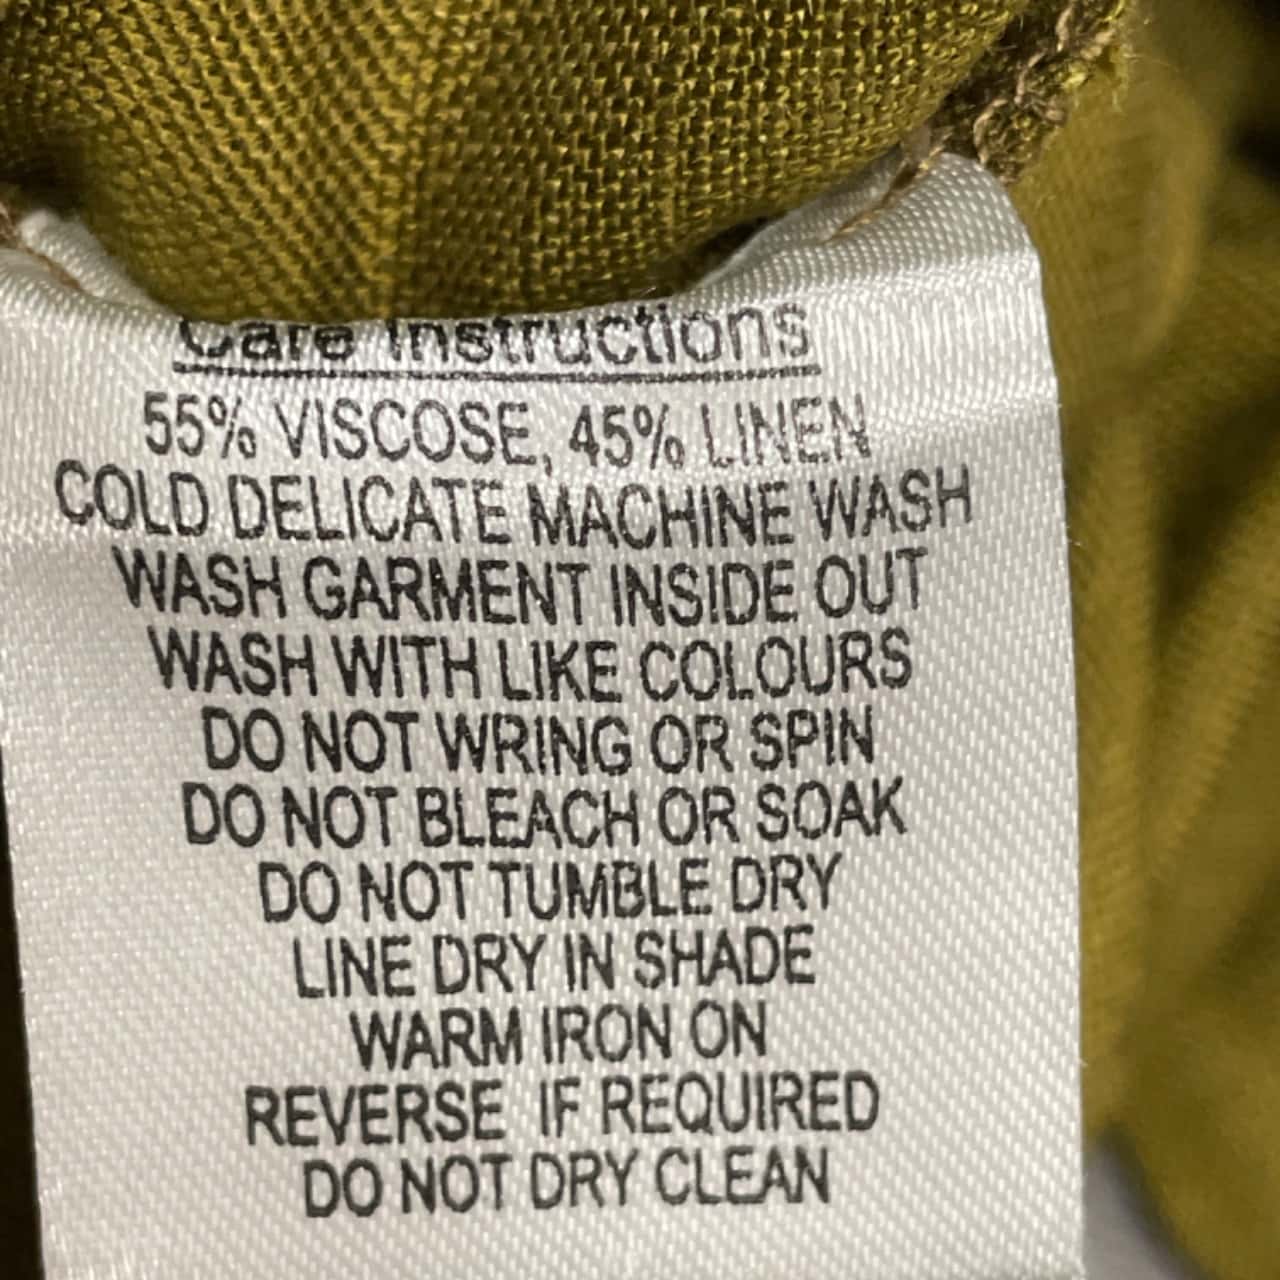 Care Instructions
55% VISCOSE, 45% LINEN
COLD DELICATE MACHINE WASH
WASH GARMENT INSIDE OUT
WASH WITH LIKE COLOURS
DO NOT WRING OR SPIN
DO NOT BLEACH OR SOAK
DO NOT TUMBLE DRY
LINE DRY IN SHADE
WARM IRON ON
REVERSE IF REQUIRED
DO NOT DRY CLEAN